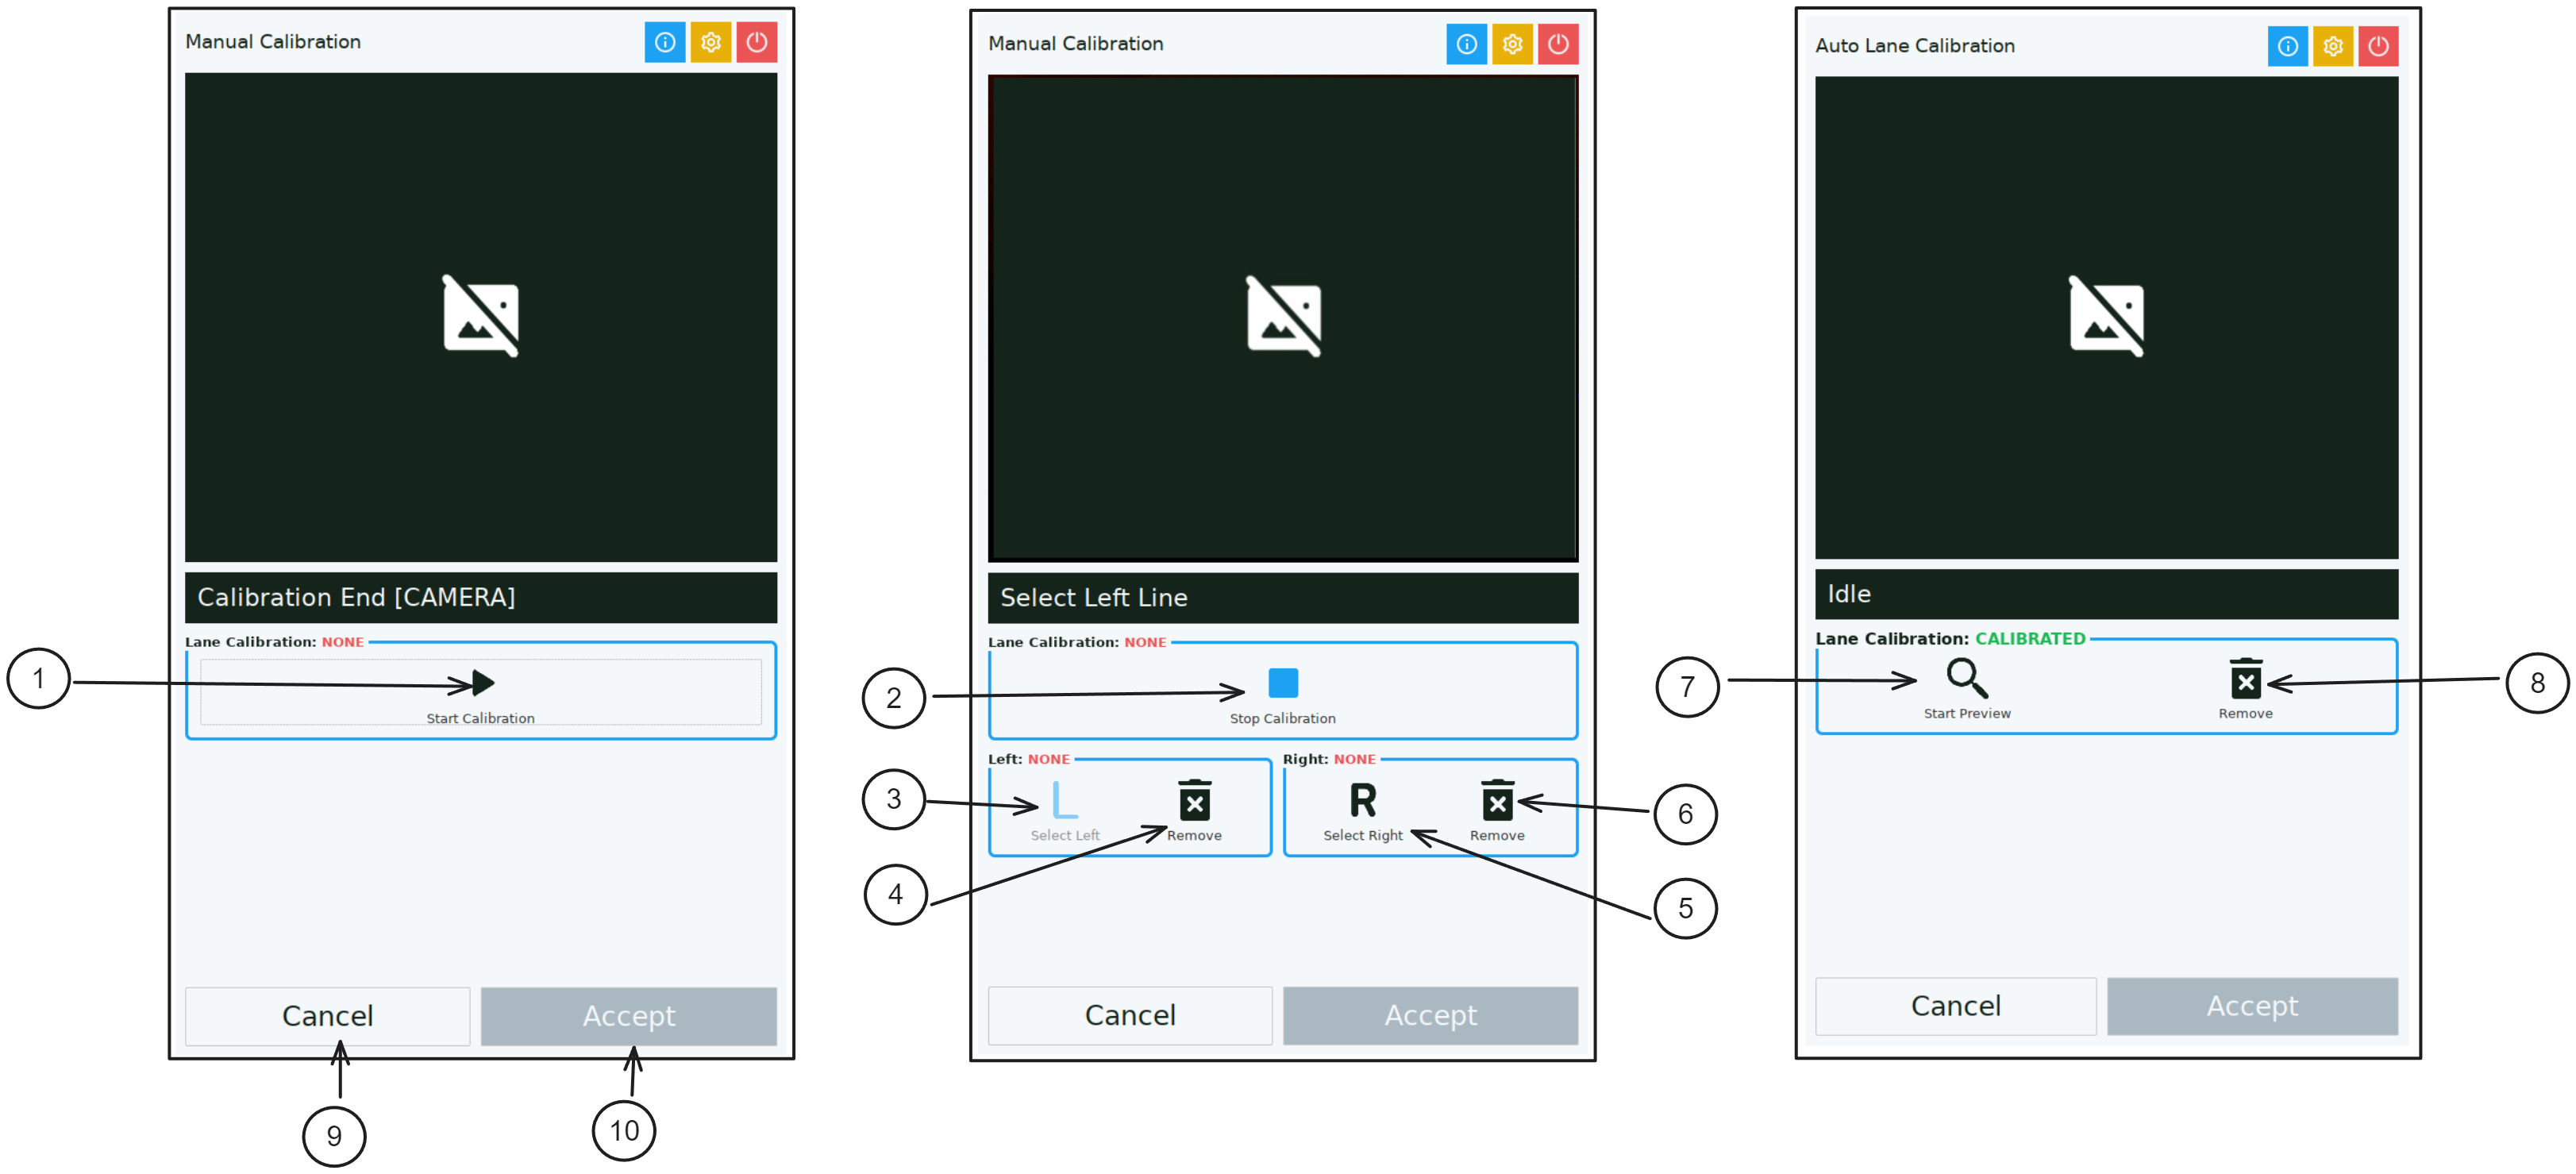 Manual Calibration
Calibration End [CAMERA]
Lane Calibration: NONE
1
Start Calibration
Cancel
Accept
9
10
Manual Calibration
Select Left Line
Lane Calibration: NONE
2
Stop Calibration
Left: NONE
Right: NONE
3
L
R
6
Select Left
Remove
Select Right
Remove
4
5
Cancel
Accept
Auto Lane Calibration
Idle
Lane Calibration: CALIBRATED
7
8
Start Preview
Remove
Cancel
Accept